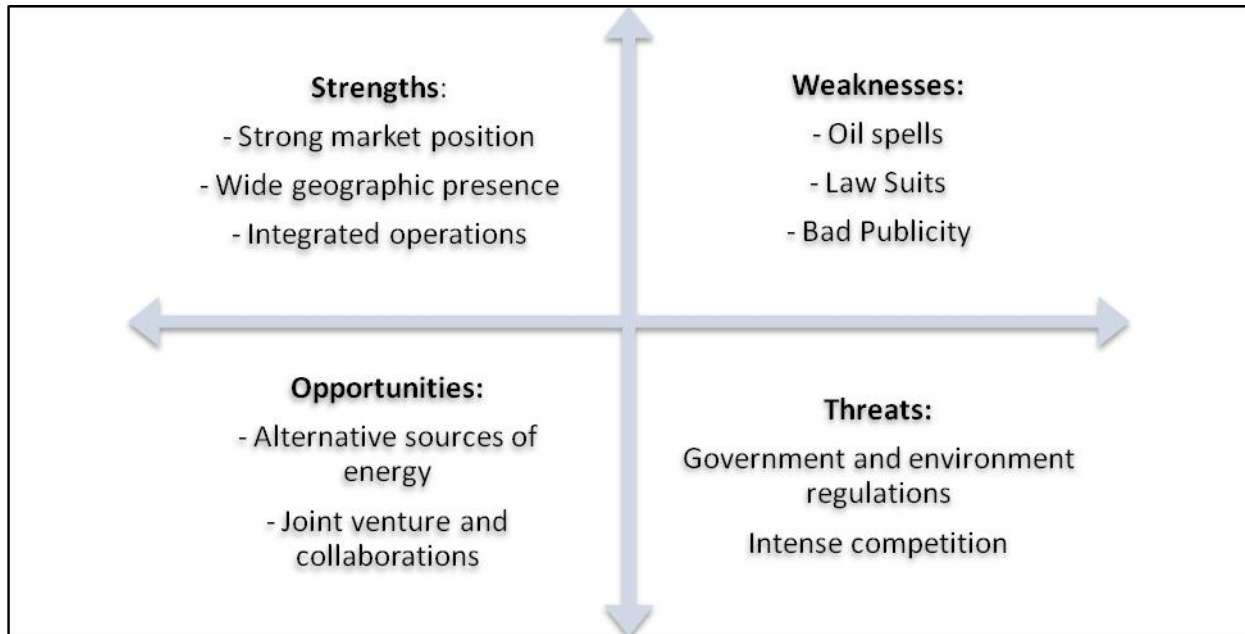 Strengths:
- Strong market position
- Wide geographic presence
- Integrated operations
Weaknesses:
- Oil spells
- Law Suits
- Bad Publicity
Opportunities:
- Alternative sources of
energy
- Joint venture and
collaborations
Threats:
Government and environment
regulations
Intense competition